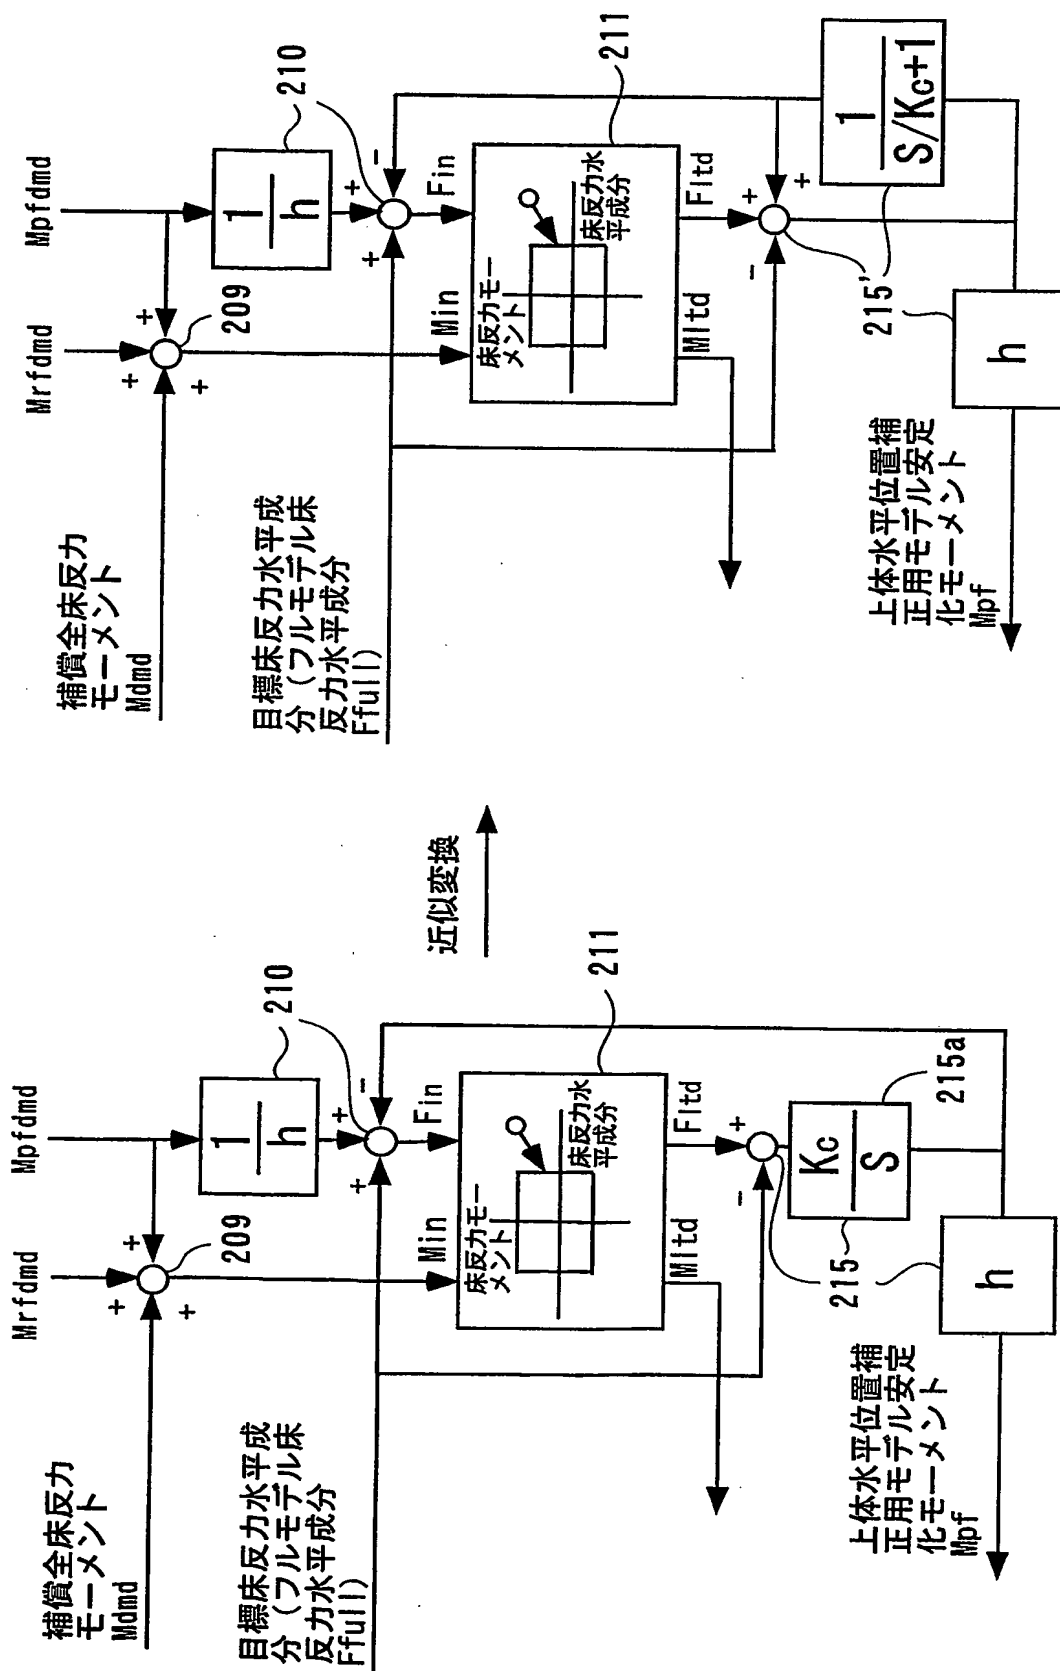 補償全床反力
モーメント
Mdmd
Mrfdmd
Mpfdmd
+
+
+
209
1
h
210
+
+
-
目標床反力水平成
分（フルモデル床
反力水平成分
Ffull)
Min
Fin
床反力モー
メント
床反力水
平成分
211
Mltd
Fltd
-
+
Kc
S
215a
215
h
上体水平位置補
正用モデル安定
化モーメント
Mpf
近似変換
補償全床反力
モーメント
Mdmd
Mrfdmd
Mpfdmd
+
+
+
209
1
h
210
+
+
-
目標床反力水平成
分（フルモデル床
反力水平成分
Ffull)
Min
Fin
床反力モー
メント
床反力水
平成分
211
Mltd
Fltd
-
+
+
1
S/Kc+1
215'
h
上体水平位置補
正用モデル安定
化モーメント
Mpf